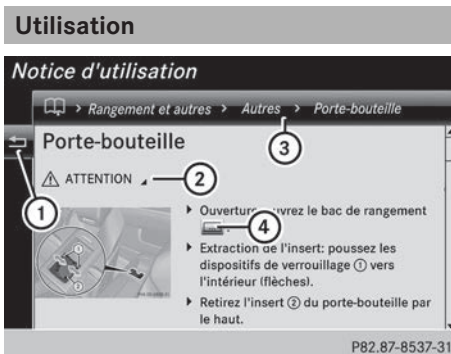 Utilisation
Notice d'utilisation
> Rangement et autres > Autres > Porte-bouteille
Porte-bouteille
⚠ ATTENTION
1
2
3
4
▶ Ouverture: ouvrez le bac de rangement
.
▶ Extraction de l'insert: poussez les
dispositifs de verrouillage ① vers
l'intérieur (flèches).
▶ Retirez l'insert ② du porte-bouteille par
le haut.
P82.87-8537-31